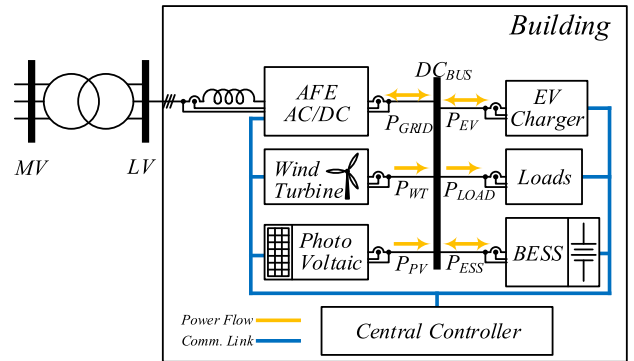 Building
DC_BUS
AFE
AC/DC
P_GRID
P_EV
EV
Charger
MV
LV
Wind
Turbine
P_WT
P_LOAD
Loads
Photo
Voltaic
P_PV
P_ESS
BESS
Power Flow
Comm. Link
Central Controller